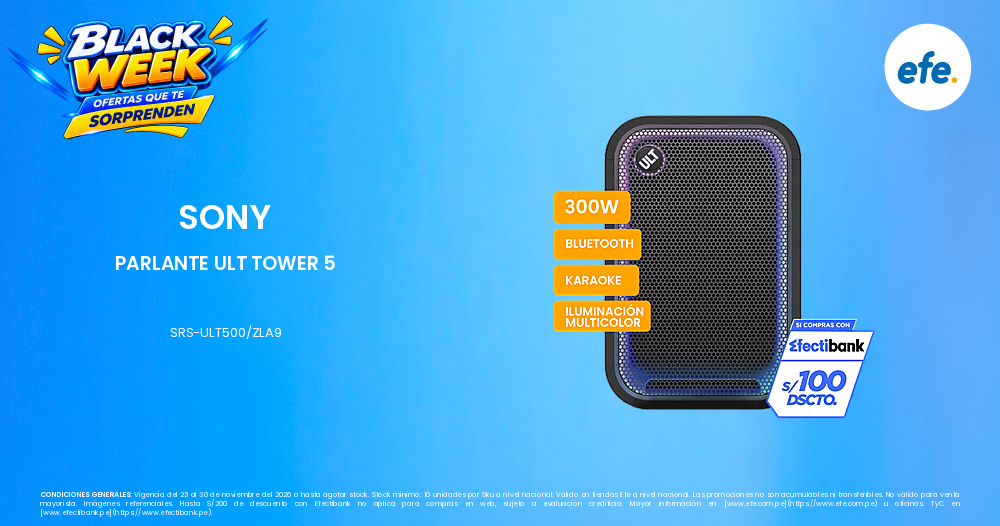 BLACK
WEEK
OFERTAS QUE TE
SORPRENDEN
efe.
ULT
SONY
PARLANTE ULT TOWER 5
SRS-ULT500/ZLA9
300W
BLUETOOTH
KARAOKE
ILUMINACIÓN
MULTICOLOR
SI COMPRAS CON
Efectibank
S/100
DSCTO.
CONDICIONES GENERALES: Vigencia del 23 al 30 de noviembre del 2026 o hasta agotar stock. Stock mínimo: 10 unidades por Sku a nivel nacional. Válido en tiendas Efe a nivel nacional. Las promociones no son acumulables ni transferibles. No válido para venta
mayorista. Imágenes referenciales. Hasta S/200 de descuento con Efectibank no aplica para compras en web, sujeto a evaluación crediticia. Mayor información en [www.efe.com.pe](https://www.efe.com.pe) u oficinas. TyC en
[www.efectibank.pe](https://www.efectibank.pe).